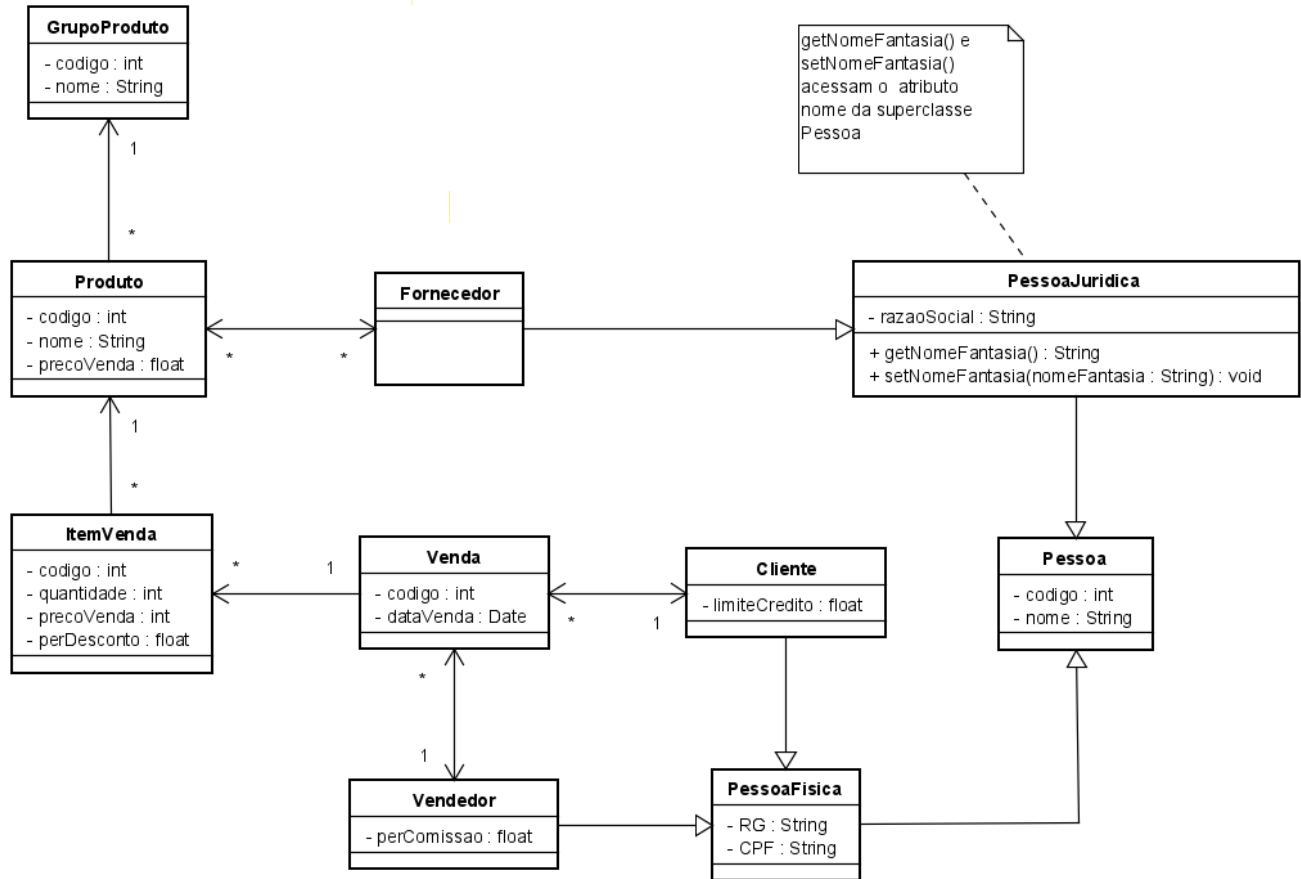 GrupoProduto
- codigo : int
- nome : String
1
*
getNomeFantasia() e
setNomeFantasia()
acessam o atributo
nome da superclasse
Pessoa
Produto
- codigo : int
- nome : String
- precoVenda : float
*
*
Fornecedor
PessoaJuridica
- razaoSocial : String
+ getNomeFantasia() : String
+ setNomeFantasia(nomeFantasia : String) : void
1
*
ItemVenda
- codigo : int
- quantidade : int
- precoVenda : int
- perDesconto : float
*
1
Venda
- codigo : int
- dataVenda : Date
*
1
Cliente
- limiteCredito : float
Pessoa
- codigo : int
- nome : String
*
1
Vendedor
- perComissao : float
PessoaFisica
- RG : String
- CPF : String